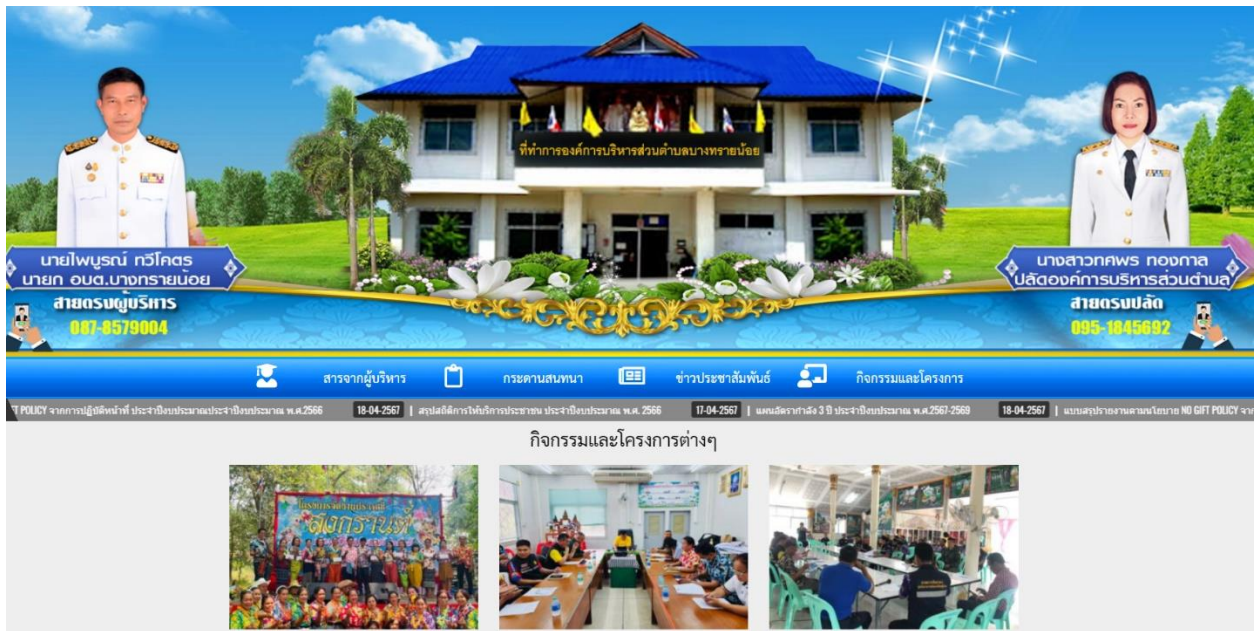 ที่ทำการองค์การบริหารส่วนตำบลบางทรายน้อย
นายไพบูรณ์ ทวีโคตร
นายก อบต.บางทรายน้อย
สายตรงผู้บริหาร
087-8579004
นางสาวทศพร ทองกาล
ปลัดองค์การบริหารส่วนตำบล
สายตรงปลัด
095-1845692
สารจากผู้บริหาร กระดานสนทนา ข่าวประชาสัมพันธ์ กิจกรรมและโครงการ
POLICY จากการปฏิบัติหน้าที่ ประจำปีงบประมาณประจำปีงบประมาณ พ.ศ.2566 18-04-2567 | สรุปสถิติการให้บริการประชาชน ประจำปีงบประมาณ พ.ศ. 2566 17-04-2567 | แผนอัตรากำลัง 3 ปี ประจำปีงบประมาณ พ.ศ.2567-2569 18-04-2567 | แบบสรุปรายงานตามนโยบาย NO GIFT POLICY จาก
กิจกรรมและโครงการต่างๆ
สงกรานต์